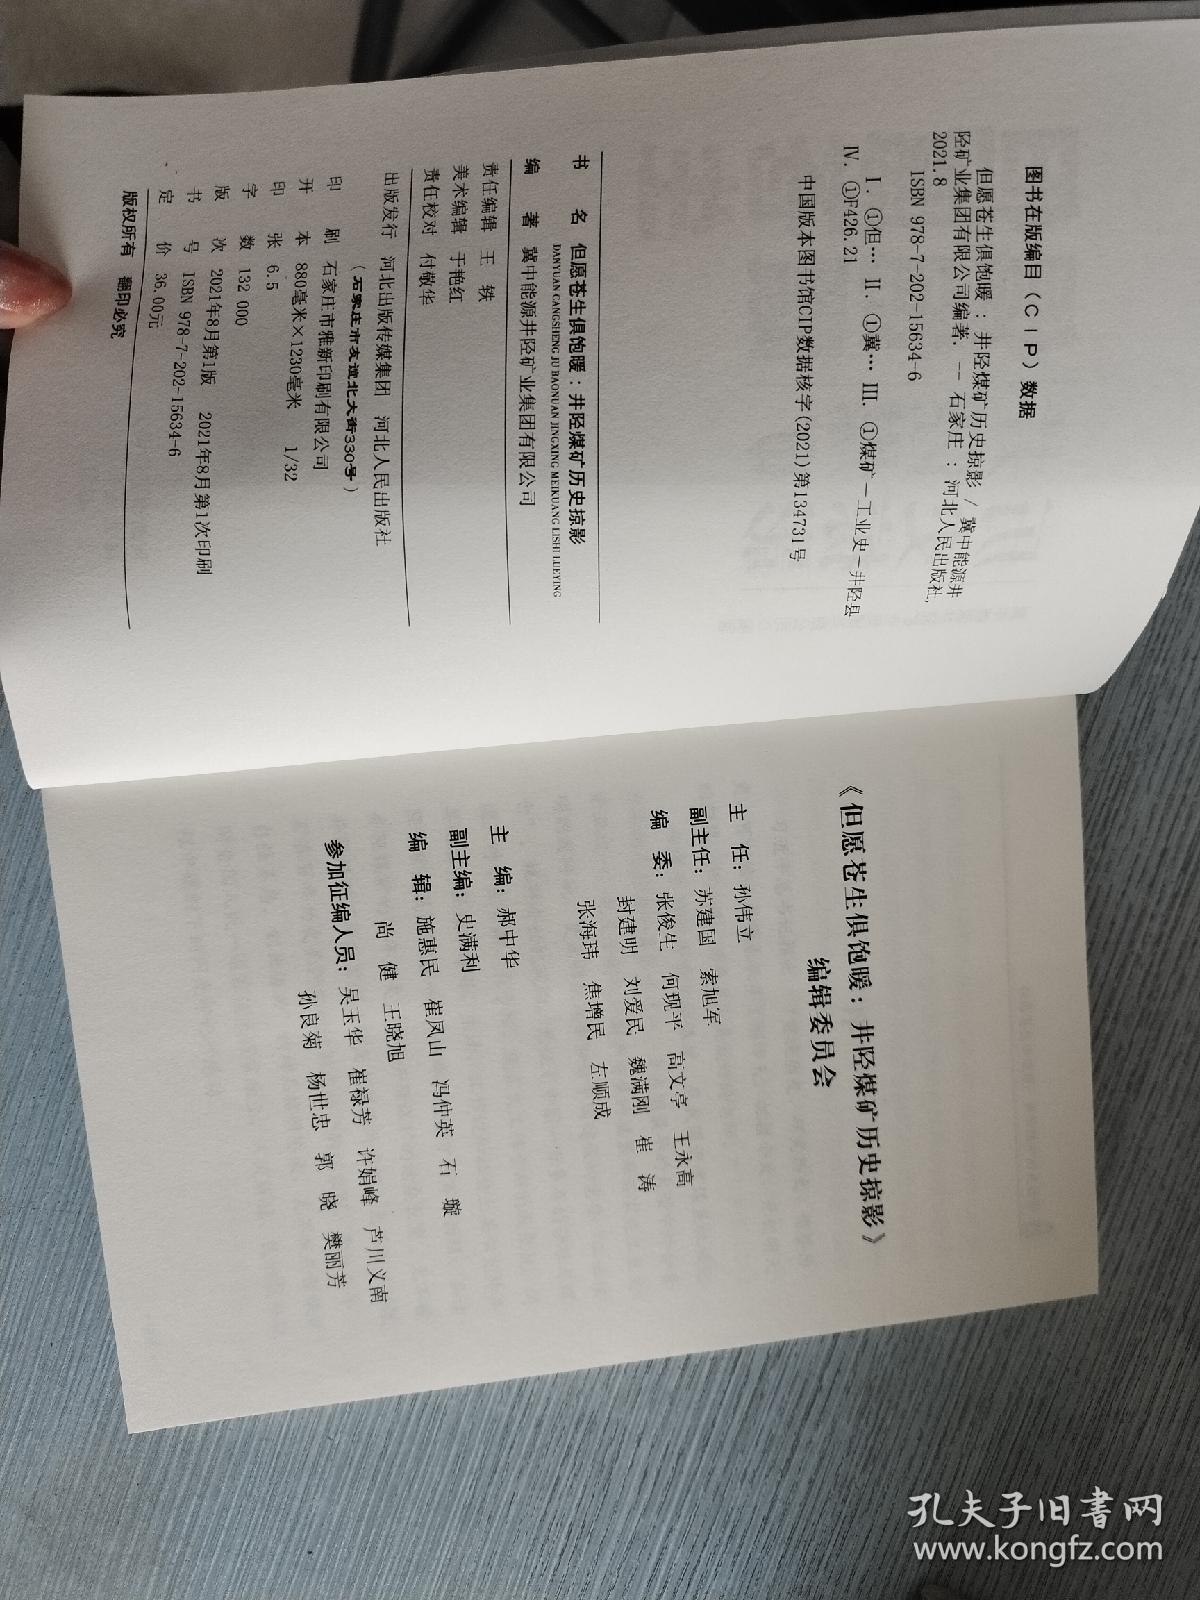 图书在版编目（CIP）数据
但愿苍生俱饱暖：井陉煤矿历史掠影 / 冀中能源井
陉矿业集团有限公司编著. -- 石家庄：河北人民出版社,
2021.8
ISBN 978-7-202-15634-6
Ⅰ. ①但… Ⅱ. ①冀… Ⅲ. ①煤矿－工业史－井陉县
Ⅳ. ①F426.21
中国版本图书馆CIP数据核字(2021)第134731号
书 名 但愿苍生俱饱暖：井陉煤矿历史掠影
DANYUAN CANGSHENG JU BAONUAN JINGXING MEIKUANG LISHI LUEYING
编 著 冀中能源井陉矿业集团有限公司
责任编辑 王 轶
美术编辑 于艳红
责任校对 付敬华
出版发行 河北出版传媒集团 河北人民出版社
（石家庄市友谊北大街330号）
印 刷 石家庄市雅新印刷有限公司
开 本 880毫米×1230毫米 1/32
印 张 6.5
字 数 132 000
版 次 2021年8月第1版 2021年8月第1次印刷
书 号 ISBN 978-7-202-15634-6
定 价 36.00元
版权所有 翻印必究
《但愿苍生俱饱暖：井陉煤矿历史掠影》
编辑委员会
主 任：孙伟立
副主任：苏建国 索旭军
编 委：张俊生 何现平 高文亭 王永高
封建明 刘爱民 魏满刚 崔 涛
张海玮 焦增民 左顺成
主 编：郝中华
副主编：史满利
编 辑：施惠民 崔凤山 冯仲英 石 璇
尚 健 王晓旭
参加征编人员：吴玉华 崔禄芳 许娟峰 芦川义南
孙良菊 杨世忠 郭 晓 樊丽芳
孔夫子旧书网
www.kongfz.com